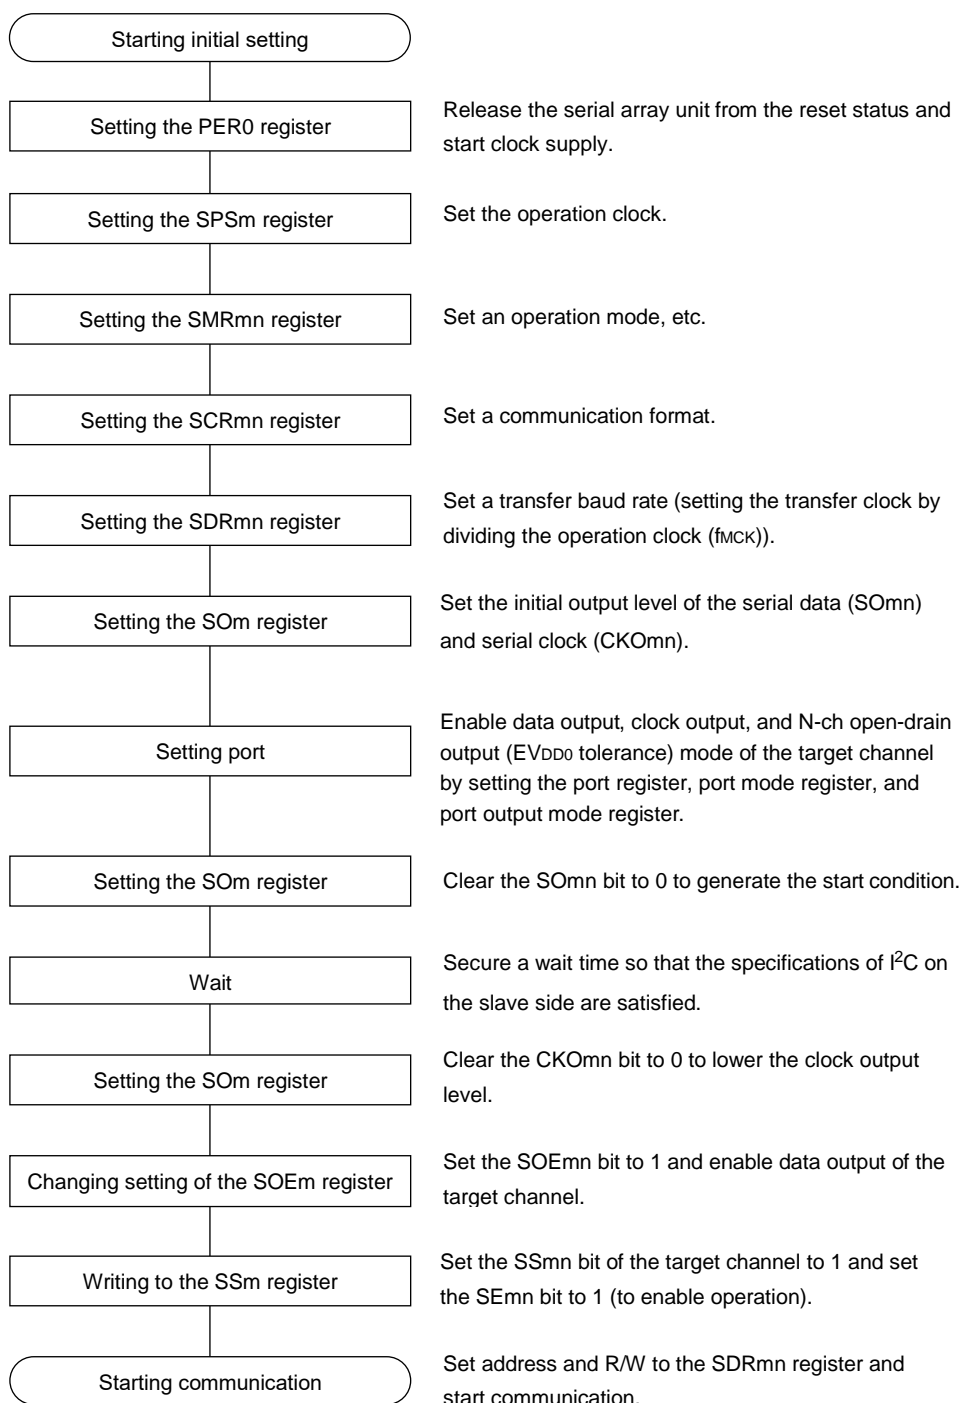 Starting initial setting
Setting the PER0 register
Release the serial array unit from the reset status and
start clock supply.
Setting the SPSm register
Set the operation clock.
Setting the SMRmn register
Set an operation mode, etc.
Setting the SCRmn register
Set a communication format.
Setting the SDRmn register
Set a transfer baud rate (setting the transfer clock by
dividing the operation clock (fMCK)).
Setting the SOm register
Set the initial output level of the serial data (SOmn)
and serial clock (CKOmn).
Setting port
Enable data output, clock output, and N-ch open-drain
output (EVDD0 tolerance) mode of the target channel
by setting the port register, port mode register, and
port output mode register.
Setting the SOm register
Clear the SOmn bit to 0 to generate the start condition.
Wait
Secure a wait time so that the specifications of I²C on
the slave side are satisfied.
Setting the SOm register
Clear the CKOmn bit to 0 to lower the clock output
level.
Changing setting of the SOEm register
Set the SOEmn bit to 1 and enable data output of the
target channel.
Writing to the SSm register
Set the SSmn bit of the target channel to 1 and set
the SEmn bit to 1 (to enable operation).
Starting communication
Set address and R/W to the SDRmn register and
start communication.